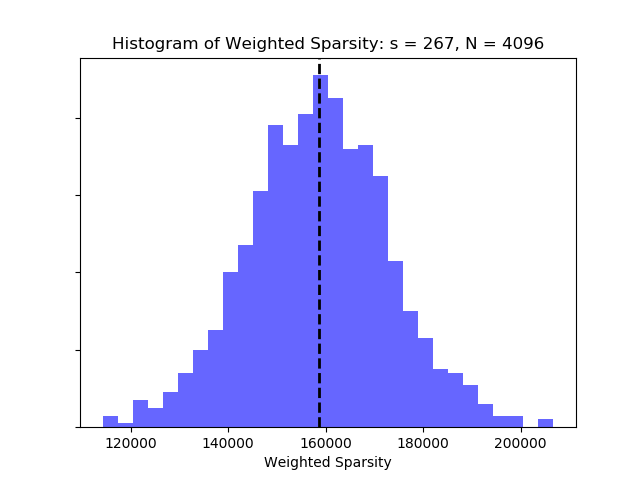 Histogram of Weighted Sparsity: s = 267, N = 4096
120000 140000 160000 180000 200000
Weighted Sparsity